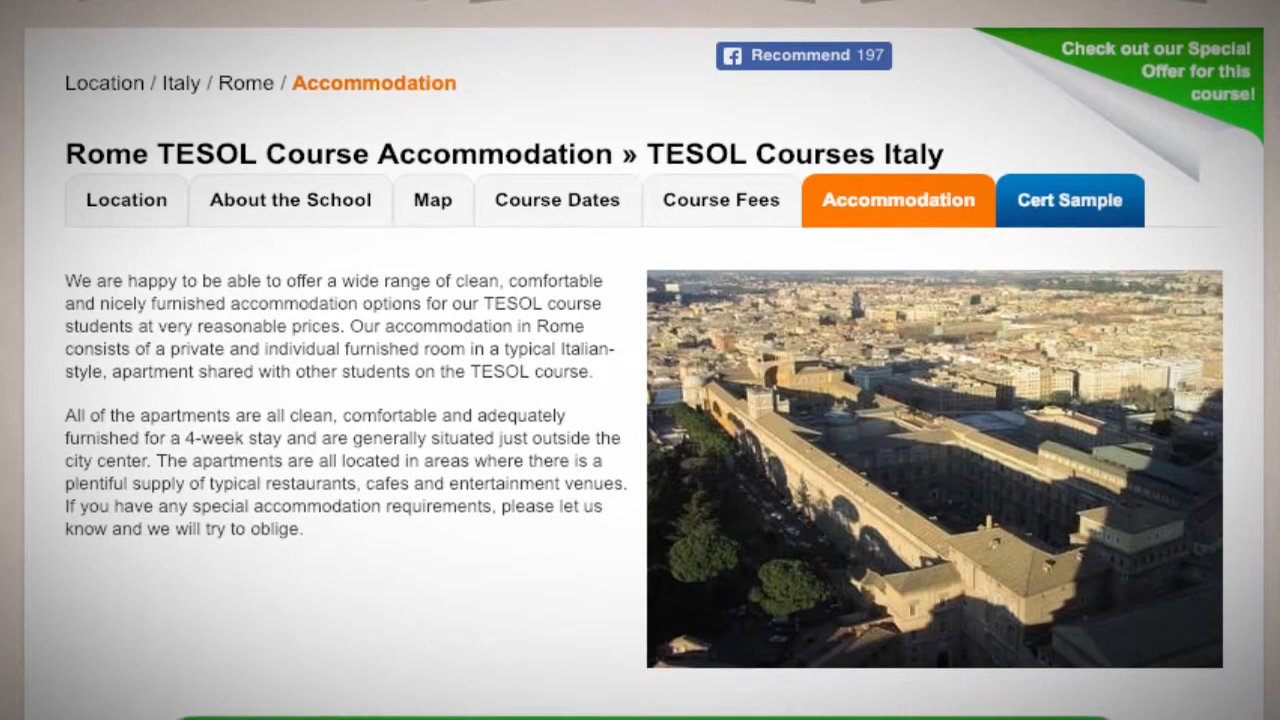 Check out our Special
Offer for this
course!
Recommend 197
Location / Italy / Rome / Accommodation
Rome TESOL Course Accommodation » TESOL Courses Italy
Location About the School Map Course Dates Course Fees Accommodation Cert Sample
We are happy to be able to offer a wide range of clean, comfortable
and nicely furnished accommodation options for our TESOL course
students at very reasonable prices. Our accommodation in Rome
consists of a private and individual furnished room in a typical Italian-
style, apartment shared with other students on the TESOL course.
All of the apartments are all clean, comfortable and adequately
furnished for a 4-week stay and are generally situated just outside the
city center. The apartments are all located in areas where there is a
plentiful supply of typical restaurants, cafes and entertainment venues.
If you have any special accommodation requirements, please let us
know and we will try to oblige.